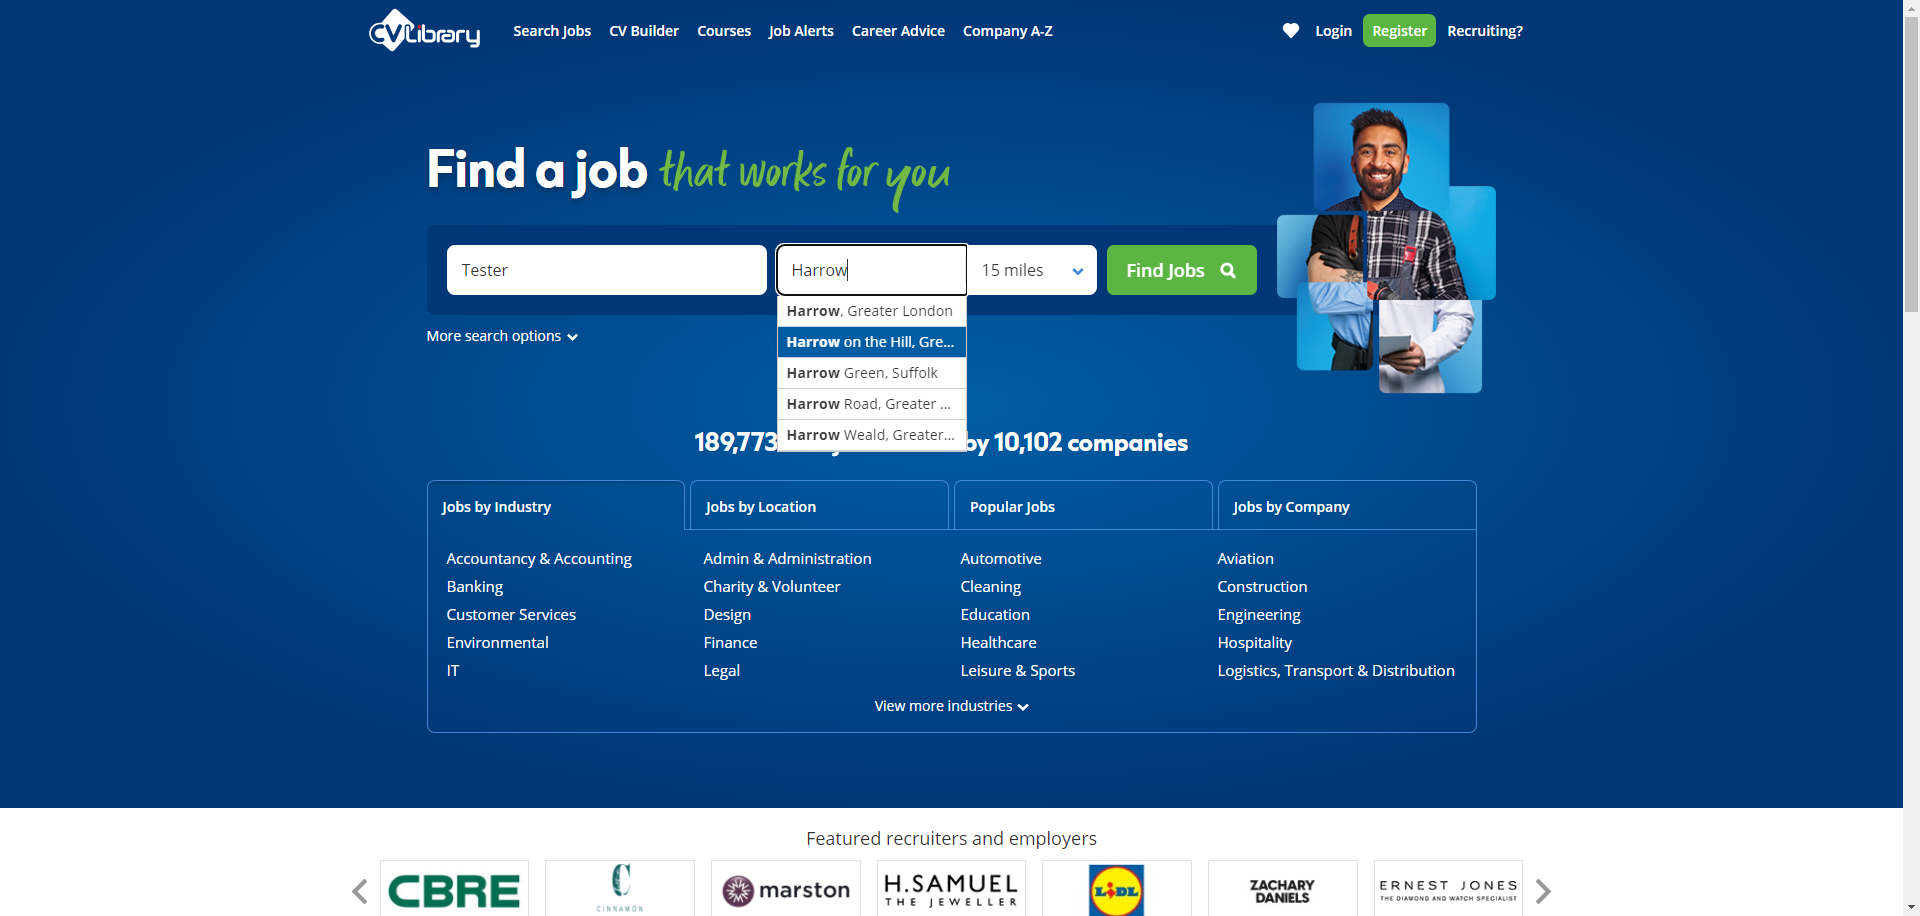 CVLibrary
Search Jobs CV Builder Courses Job Alerts Career Advice Company A-Z Login Register Recruiting?
Find a job that works for you
Tester Harrow 15 miles Find Jobs
Harrow, Greater London
More search options
Harrow on the Hill, Gre...
Harrow Green, Suffolk
Harrow Road, Greater ...
Harrow Weald, Greater...
189,773 by 10,102 companies
Jobs by Industry Jobs by Location Popular Jobs Jobs by Company
Accountancy & Accounting Admin & Administration Automotive Aviation
Banking Charity & Volunteer Cleaning Construction
Customer Services Design Education Engineering
Environmental Finance Healthcare Hospitality
IT Legal Leisure & Sports Logistics, Transport & Distribution
View more industries
Featured recruiters and employers
CBRE CINNAMON marston H.SAMUEL THE JEWELLER LIDL ZACHARY DANIELS ERNEST JONES THE DIAMOND AND WATCH SPECIALIST